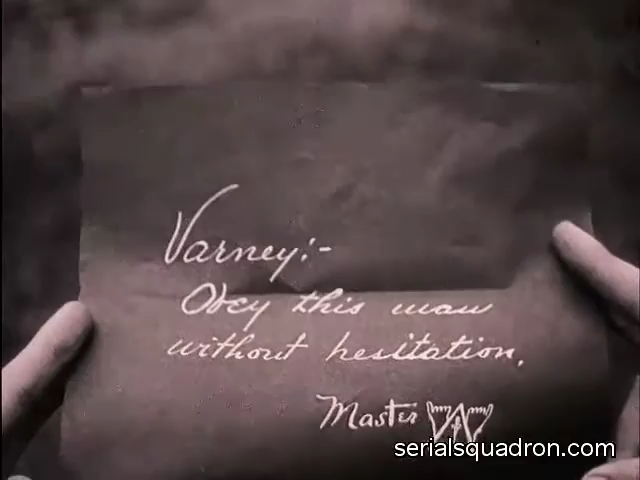 Varney:-
Obey this man
without hesitation.
Master W
serialsquadron.com